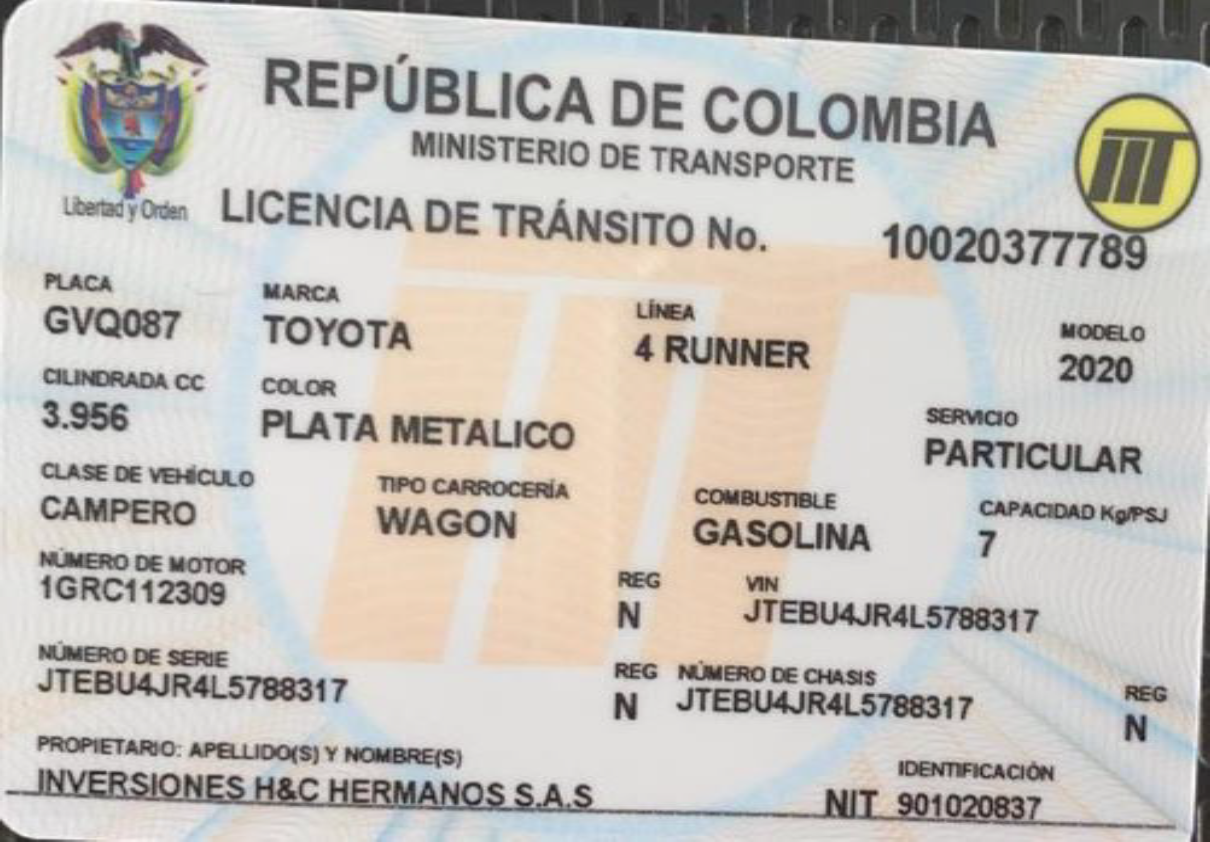 REPÚBLICA DE COLOMBIA
MINISTERIO DE TRANSPORTE
Libertad y Orden
LICENCIA DE TRÁNSITO No. 10020377789
PLACA MARCA LÍNEA MODELO
GVQ087 TOYOTA 4 RUNNER 2020
CILINDRADA CC COLOR SERVICIO
3.956 PLATA METALICO PARTICULAR
CLASE DE VEHÍCULO TIPO CARROCERÍA COMBUSTIBLE CAPACIDAD Kg/PSJ
CAMPERO WAGON GASOLINA 7
NÚMERO DE MOTOR REG VIN
1GRC112309 N JTEBU4JR4L5788317
NÚMERO DE SERIE REG NÚMERO DE CHASIS REG
JTEBU4JR4L5788317 N JTEBU4JR4L5788317 N
PROPIETARIO: APELLIDO(S) Y NOMBRE(S) IDENTIFICACIÓN
INVERSIONES H&C HERMANOS S.A.S NIT 901020837